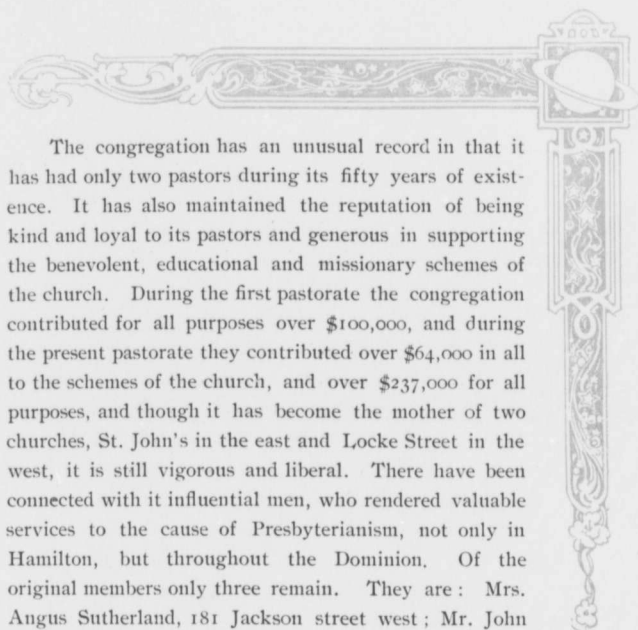 The congregation has an unusual record in that it
has had only two pastors during its fifty years of exist-
ence. It has also maintained the reputation of being
kind and loyal to its pastors and generous in supporting
the benevolent, educational and missionary schemes of
the church. During the first pastorate the congregation
contributed for all purposes over $100,000, and during
the present pastorate they contributed over $64,000 in all
to the schemes of the church, and over $237,000 for all
purposes, and though it has become the mother of two
churches, St. John's in the east and Locke Street in the
west, it is still vigorous and liberal. There have been
connected with it influential men, who rendered valuable
services to the cause of Presbyterianism, not only in
Hamilton, but throughout the Dominion. Of the
original members only three remain. They are : Mrs.
Angus Sutherland, 181 Jackson street west ; Mr. John